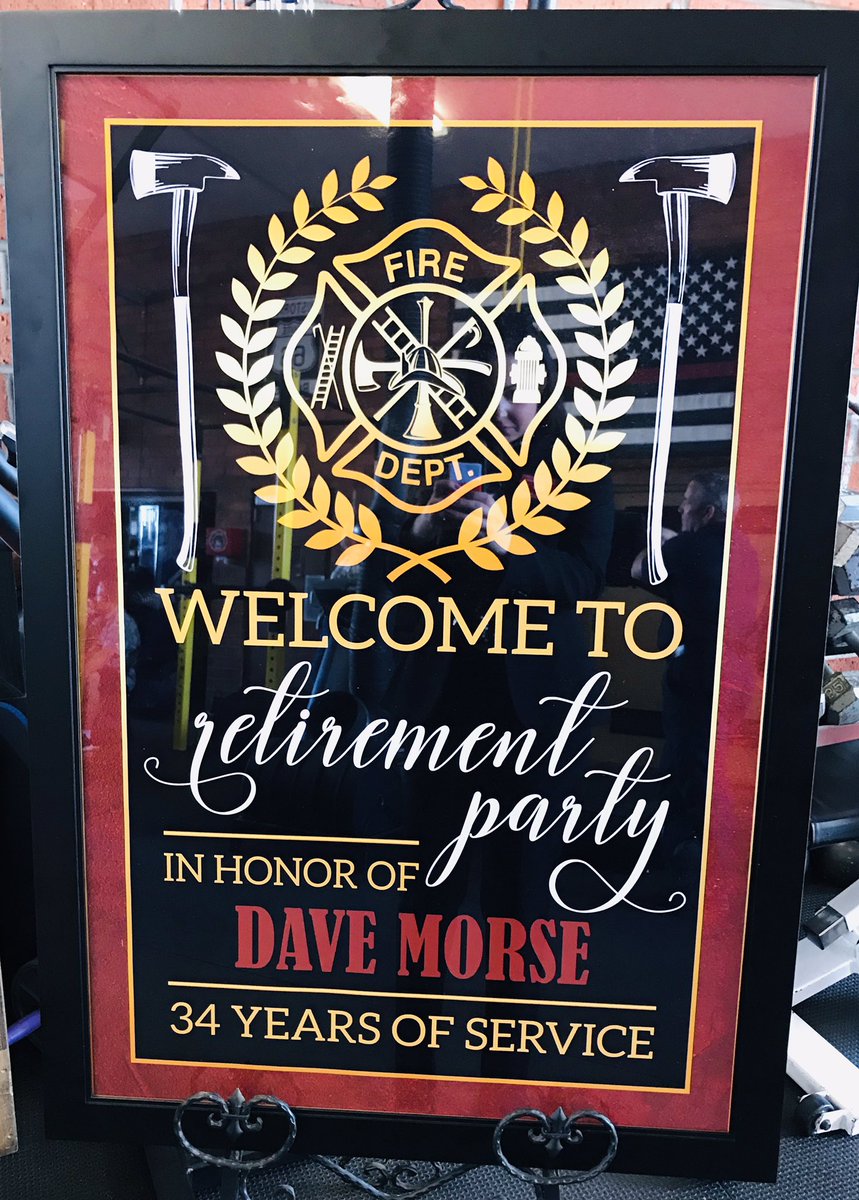 FIRE
DEPT.
WELCOME TO
retirement
party
IN HONOR OF
DAVE MORSE
34 YEARS OF SERVICE